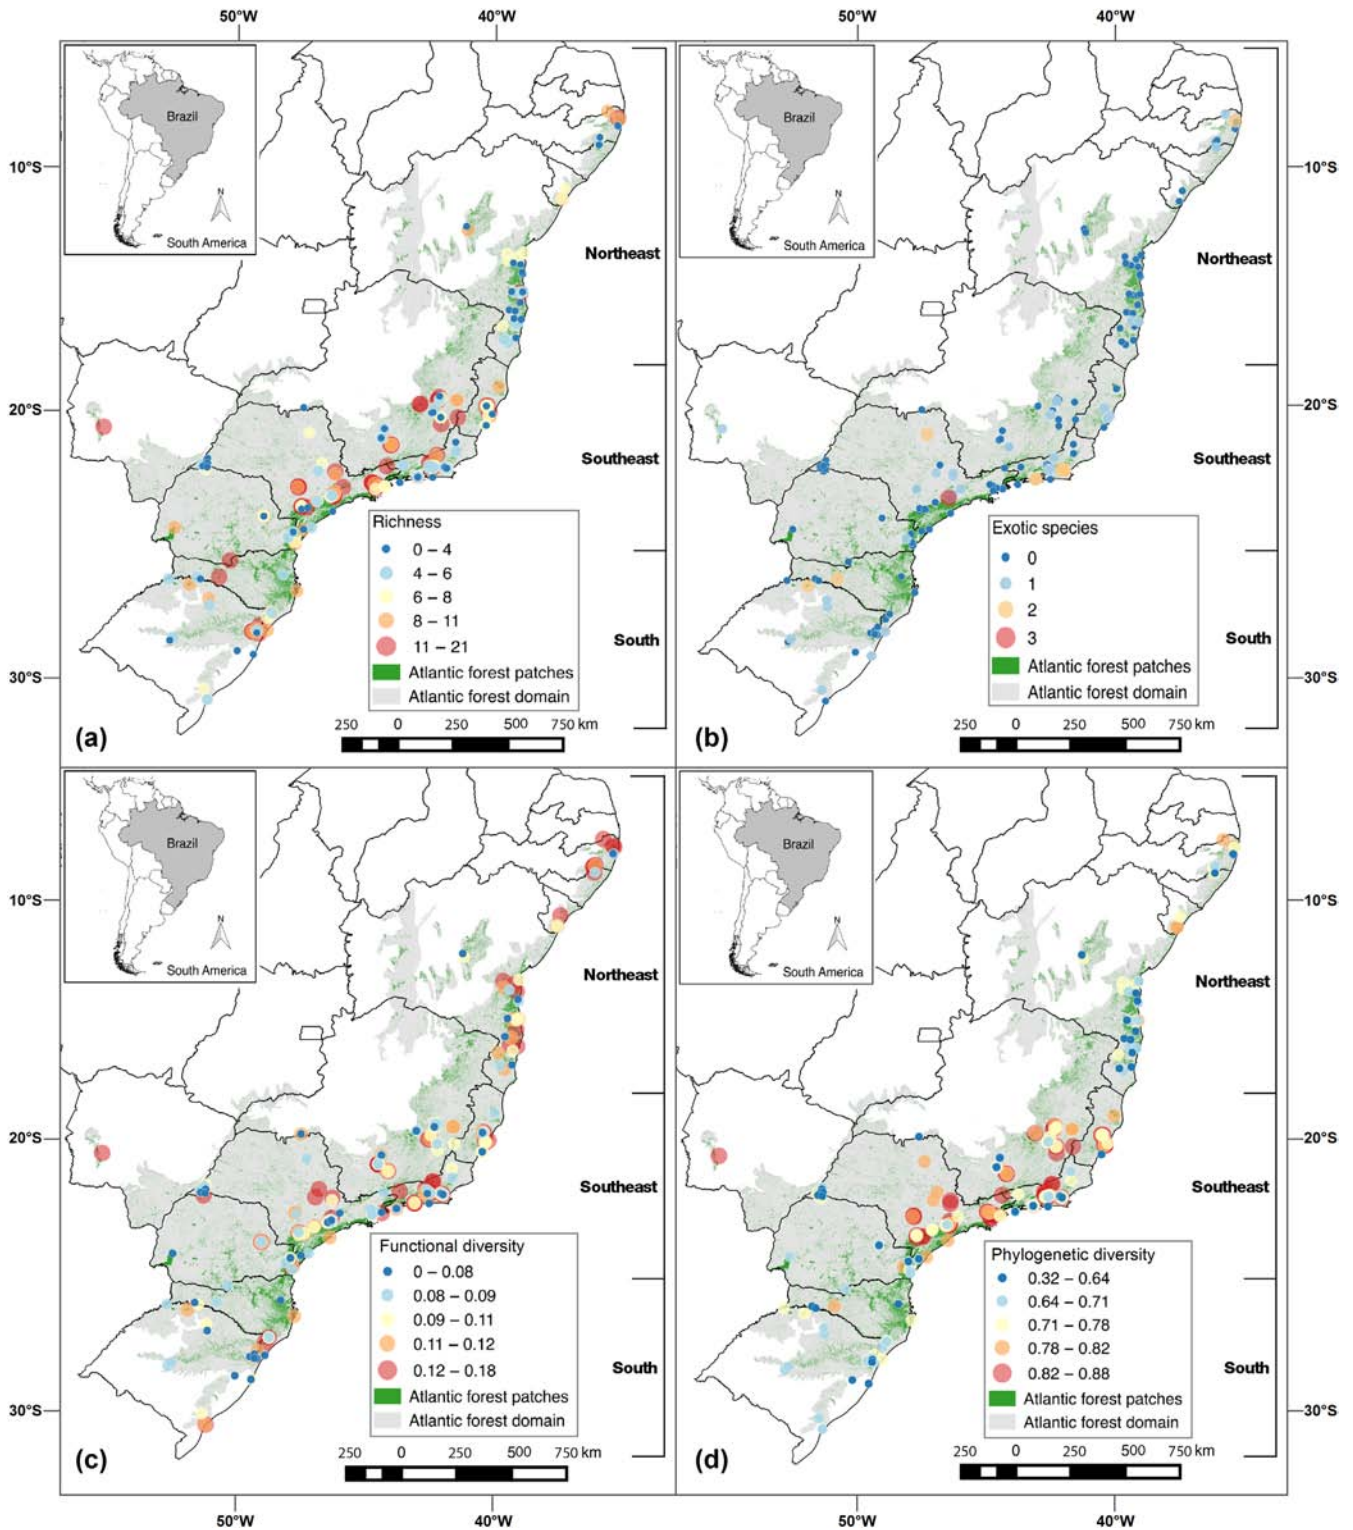 50°W 40°W 50°W 40°W
Brazil
N
South America
Brazil
N
South America
10°S
10°S
Northeast
Northeast
20°S
20°S
Southeast
Southeast
Richness
0 – 4
4 – 6
6 – 8
8 – 11
11 – 21
Atlantic forest patches
Atlantic forest domain
Exotic species
0
1
2
3
Atlantic forest patches
Atlantic forest domain
South
South
30°S
30°S
250 0 250 500 750 km
250 0 250 500 750 km
(a)
(b)
Brazil
N
South America
Brazil
N
South America
10°S
10°S
Northeast
Northeast
20°S
20°S
Southeast
Southeast
Functional diversity
0 – 0.08
0.08 – 0.09
0.09 – 0.11
0.11 – 0.12
0.12 – 0.18
Atlantic forest patches
Atlantic forest domain
Phylogenetic diversity
0.32 – 0.64
0.64 – 0.71
0.71 – 0.78
0.78 – 0.82
0.82 – 0.88
Atlantic forest patches
Atlantic forest domain
South
South
30°S
30°S
250 0 250 500 750 km
250 0 250 500 750 km
(c)
(d)
50°W 40°W 50°W 40°W